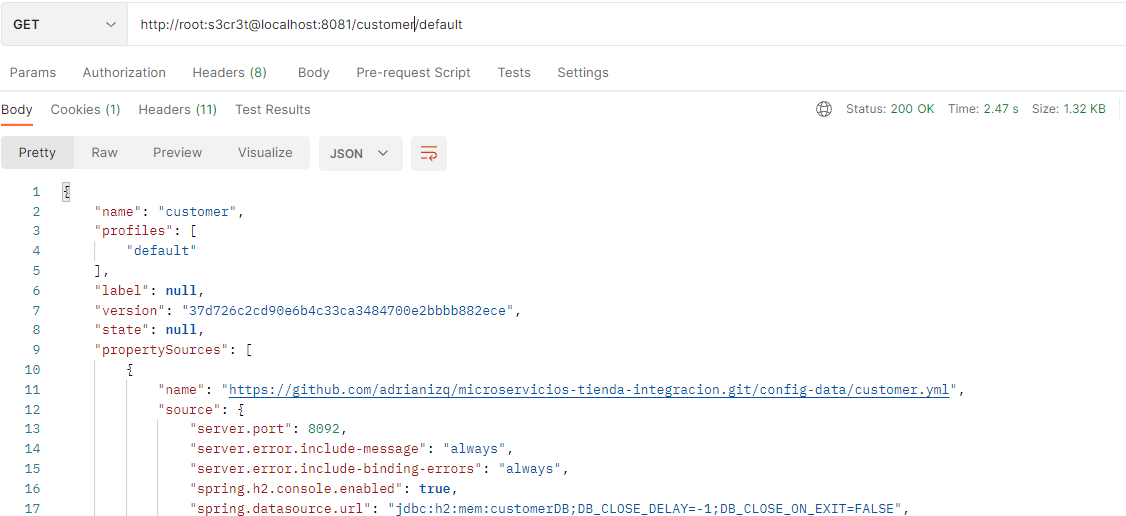 GET http://root:s3cr3t@localhost:8081/customer/default
Params Authorization Headers (8) Body Pre-request Script Tests Settings
Body Cookies (1) Headers (11) Test Results Status: 200 OK Time: 2.47 s Size: 1.32 KB
Pretty Raw Preview Visualize JSON
1 {
2 "name": "customer",
3 "profiles": [
4 "default"
5 ],
6 "label": null,
7 "version": "37d726c2cd90e6b4c33ca3484700e2bbbb882ece",
8 "state": null,
9 "propertySources": [
10 {
11 "name": "https://github.com/adrianizq/microservicios-tienda-integracion.git/config-data/customer.yml",
12 "source": {
13 "server.port": 8092,
14 "server.error.include-message": "always",
15 "server.error.include-binding-errors": "always",
16 "spring.h2.console.enabled": true,
17 "spring.datasource.url": "jdbc:h2:mem:customerDB;DB_CLOSE_DELAY=-1;DB_CLOSE_ON_EXIT=FALSE",